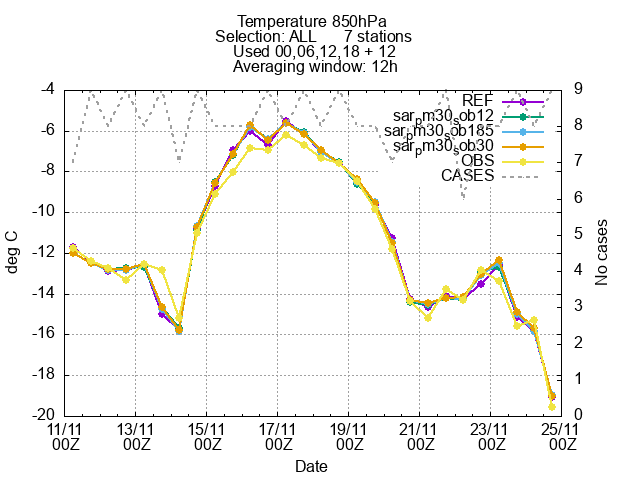 Temperature 850hPa
Selection: ALL 7 stations
Used 00,06,12,18 + 12
Averaging window: 12h
REF
sar_pm30_sob12
sar_pm30_sob185
sar_pm30_sob30
OBS
CASES
deg C
-4
-6
-8
-10
-12
-14
-16
-18
-20
No cases
9
8
7
6
5
4
3
2
1
0
11/11 13/11 15/11 17/11 19/11 21/11 23/11 25/11
00Z 00Z 00Z 00Z 00Z 00Z 00Z 00Z
Date